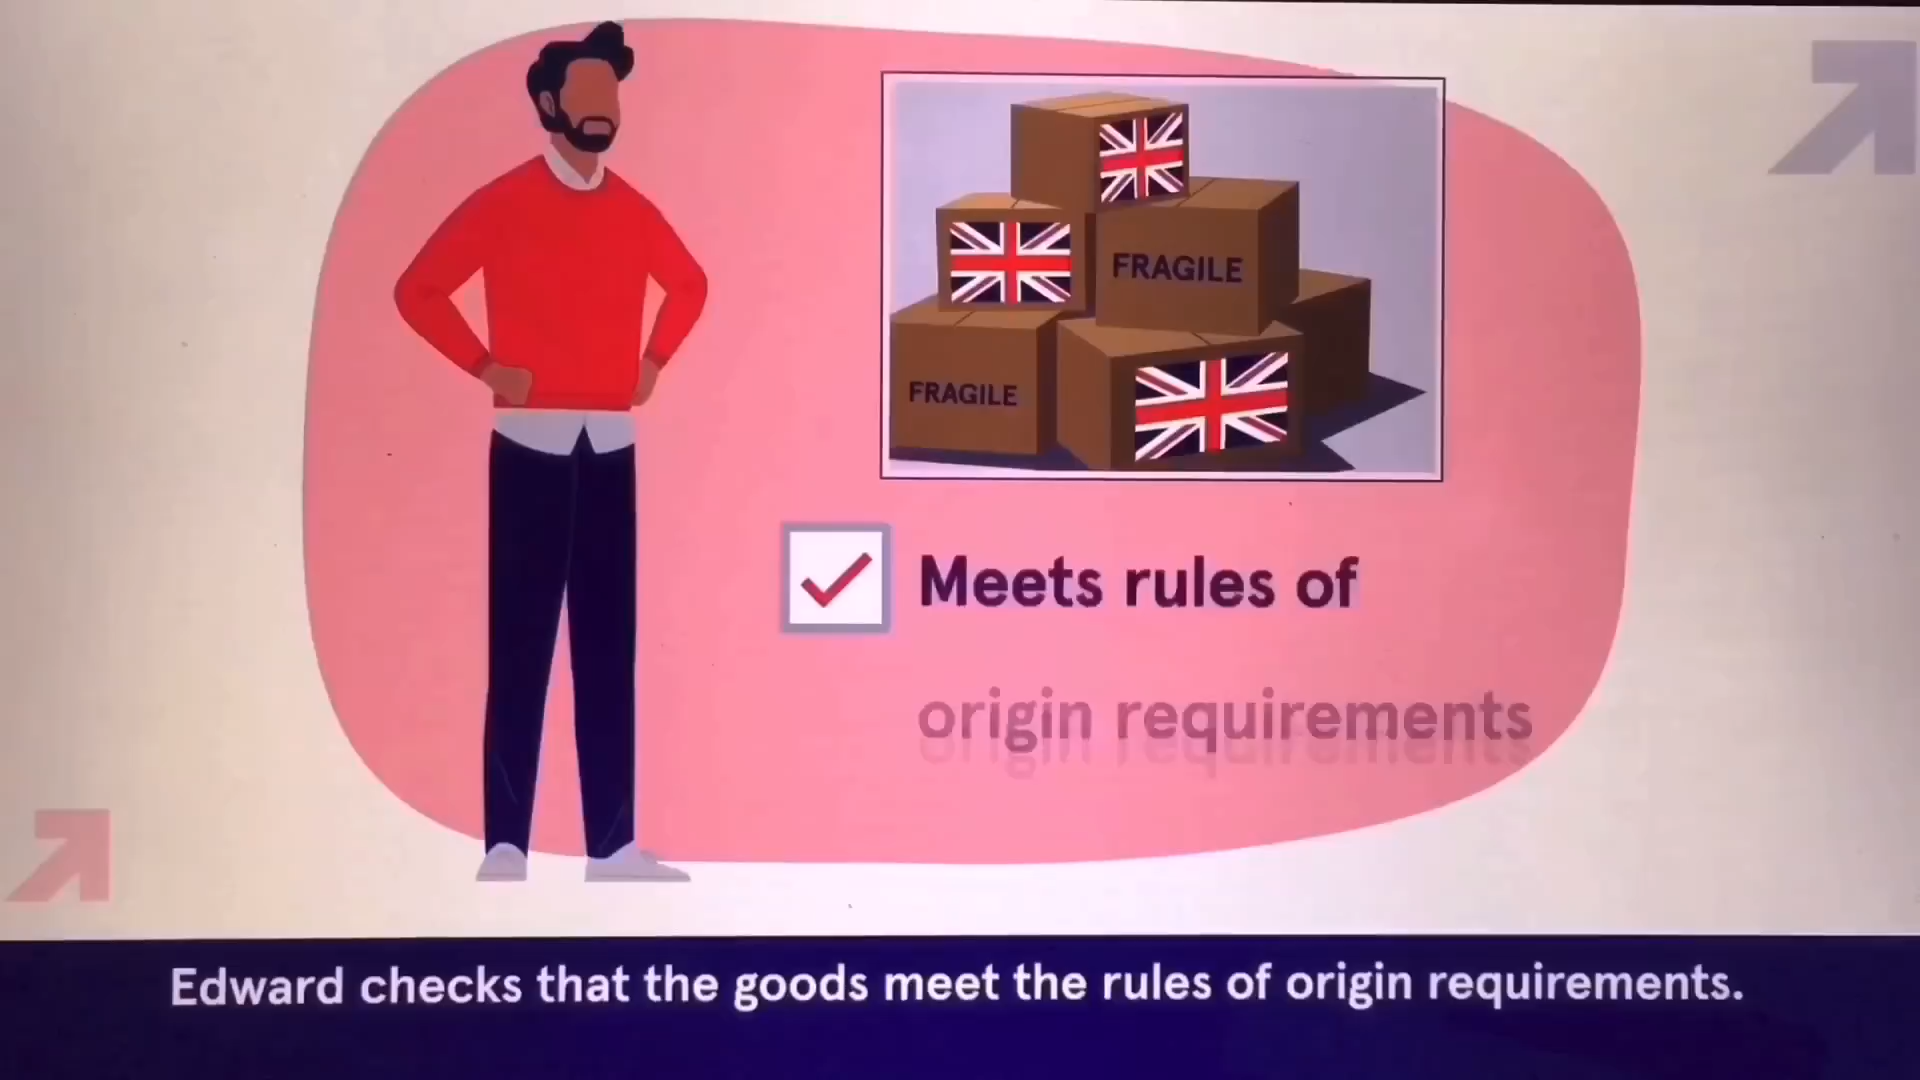 FRAGILE
FRAGILE
Meets rules of
origin requirements
Edward checks that the goods meet the rules of origin requirements.